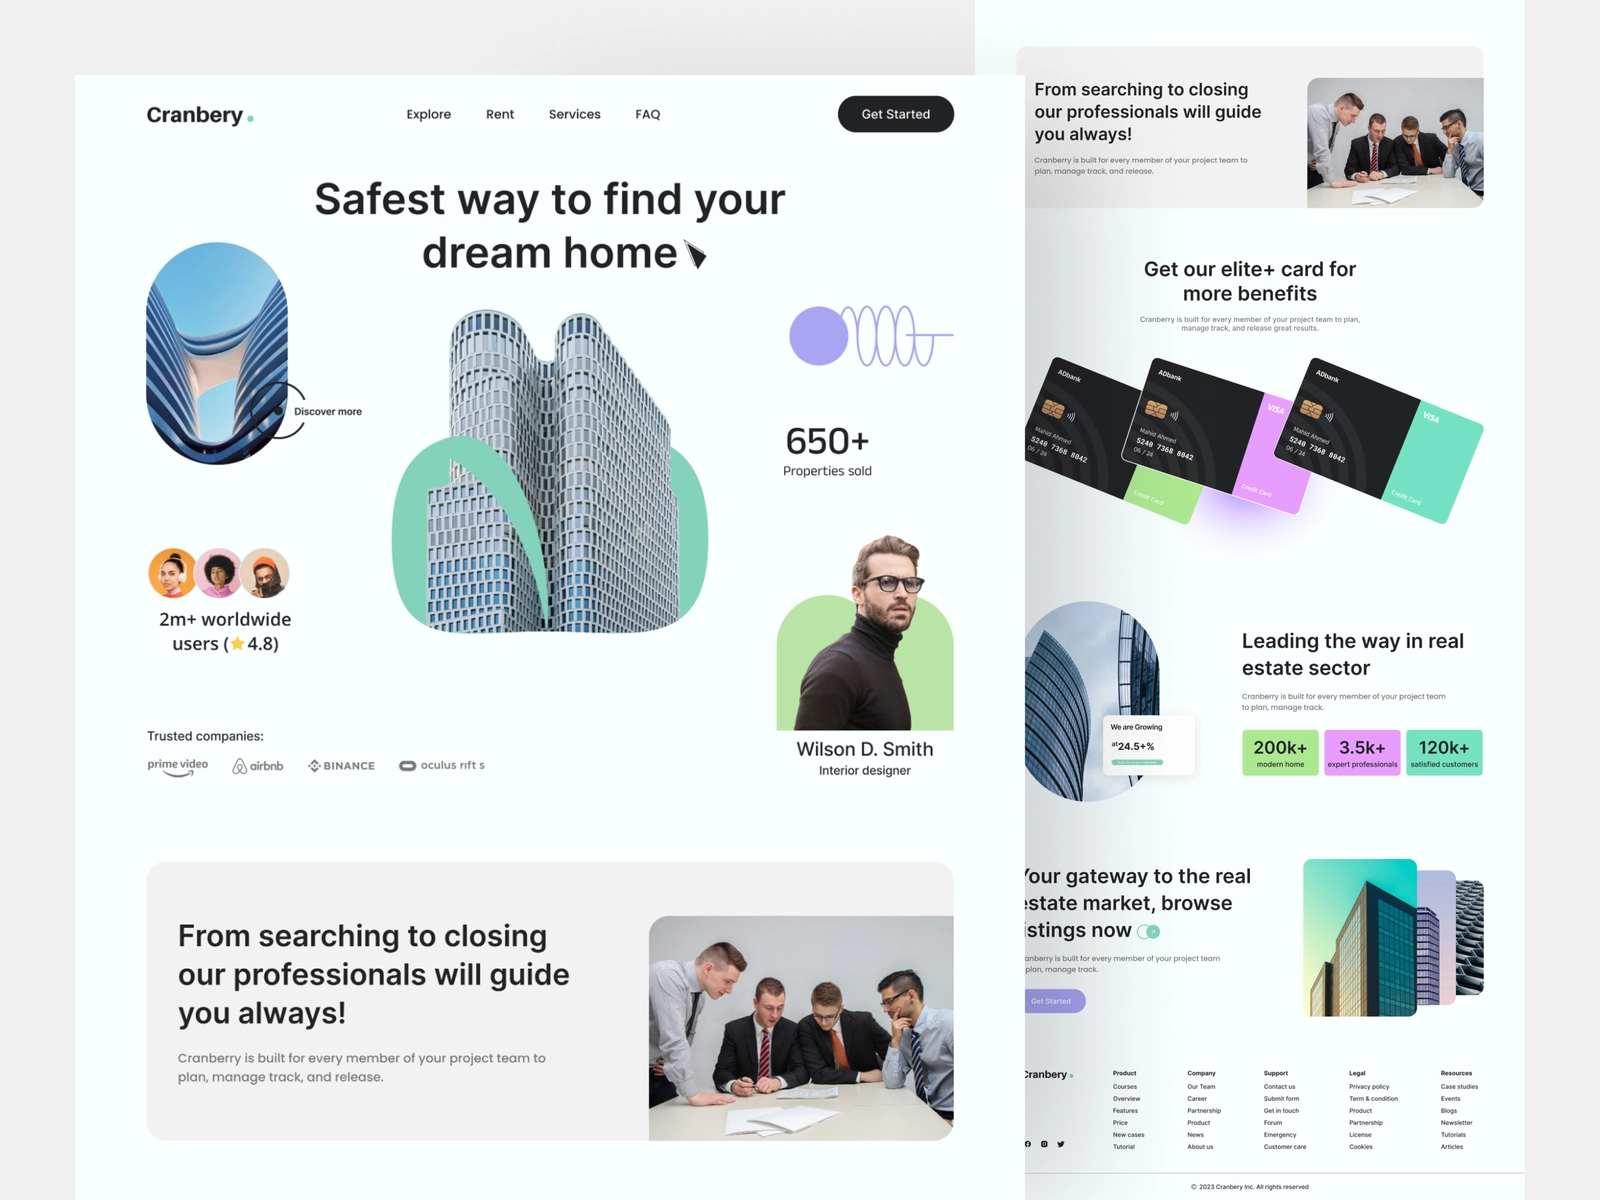 Cranbery
Explore
Rent
Services
FAQ
Get Started
Safest way to find your
dream home
Discover more
650+
Properties sold
2m+ worldwide
users (⭐4.8)
Wilson D. Smith
Interior designer
Trusted companies:
prime video
airbnb
BINANCE
oculus rift s
From searching to closing
our professionals will guide
you always!
Cranberry is built for every member of your project team to
plan, manage track, and release.
From searching to closing
our professionals will guide
you always!
Cranberry is built for every member of your project team to
plan, manage track, and release.
Get our elite+ card for
more benefits
Cranberry is built for every member of your project team to plan,
manage track, and release great results.
ADbank
Mahid Ahmed
5240 7368 8042
06 / 24
Credit Card
ADbank
VISA
Mahid Ahmed
5240 7368 8042
06 / 24
Credit Card
ADbank
VISA
Mahid Ahmed
5240 7368 8042
06 / 24
Credit Card
We are Growing
at24.5+%
Leading the way in real
estate sector
Cranberry is built for every member of your project team
to plan, manage track.
200k+
modern home
3.5k+
expert professionals
120k+
satisfied customers
Your gateway to the real
estate market, browse
istings now
anberry is built for every member of your project team
plan, manage track.
Get Started
Cranbery
Product
Courses
Overview
Features
Price
New cases
Tutorial
Company
Our Team
Career
Partnership
Product
News
About us
Support
Contact us
Submit form
Get in touch
Forum
Emergency
Customer care
Legal
Privacy policy
Term & condition
Product
Partnership
License
Cookies
Resources
Case studies
Events
Blogs
Newsletter
Tutorials
Articles
© 2023 Cranbery Inc. All rights reserved